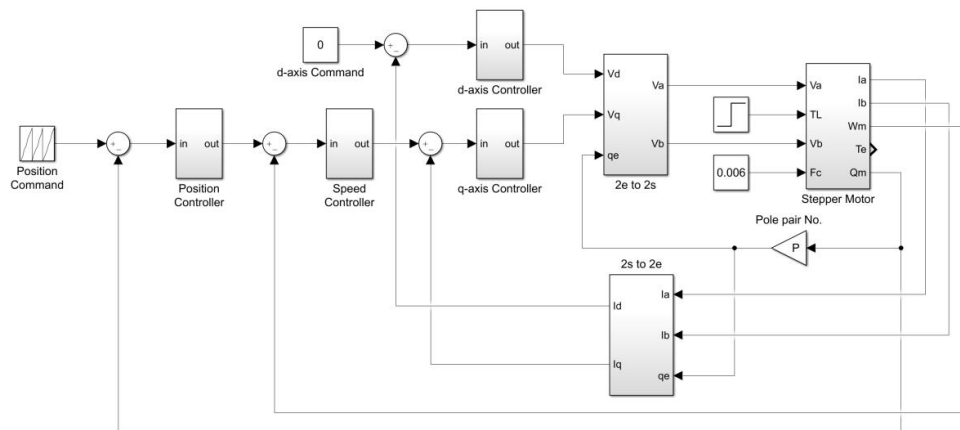 0
d-axis Command
+
-
in out
d-axis Controller
Position
Command
+
-
in out
Position
Controller
+
-
in out
Speed
Controller
+
-
in out
q-axis Controller
Vd
Vq
qe
Va
Vb
2e to 2s
0.006
Va
TL
Vb
Fc
Ia
Ib
Wm
Te
Qm
Stepper Motor
Pole pair No.
P
2s to 2e
Id
Iq
Ia
Ib
qe